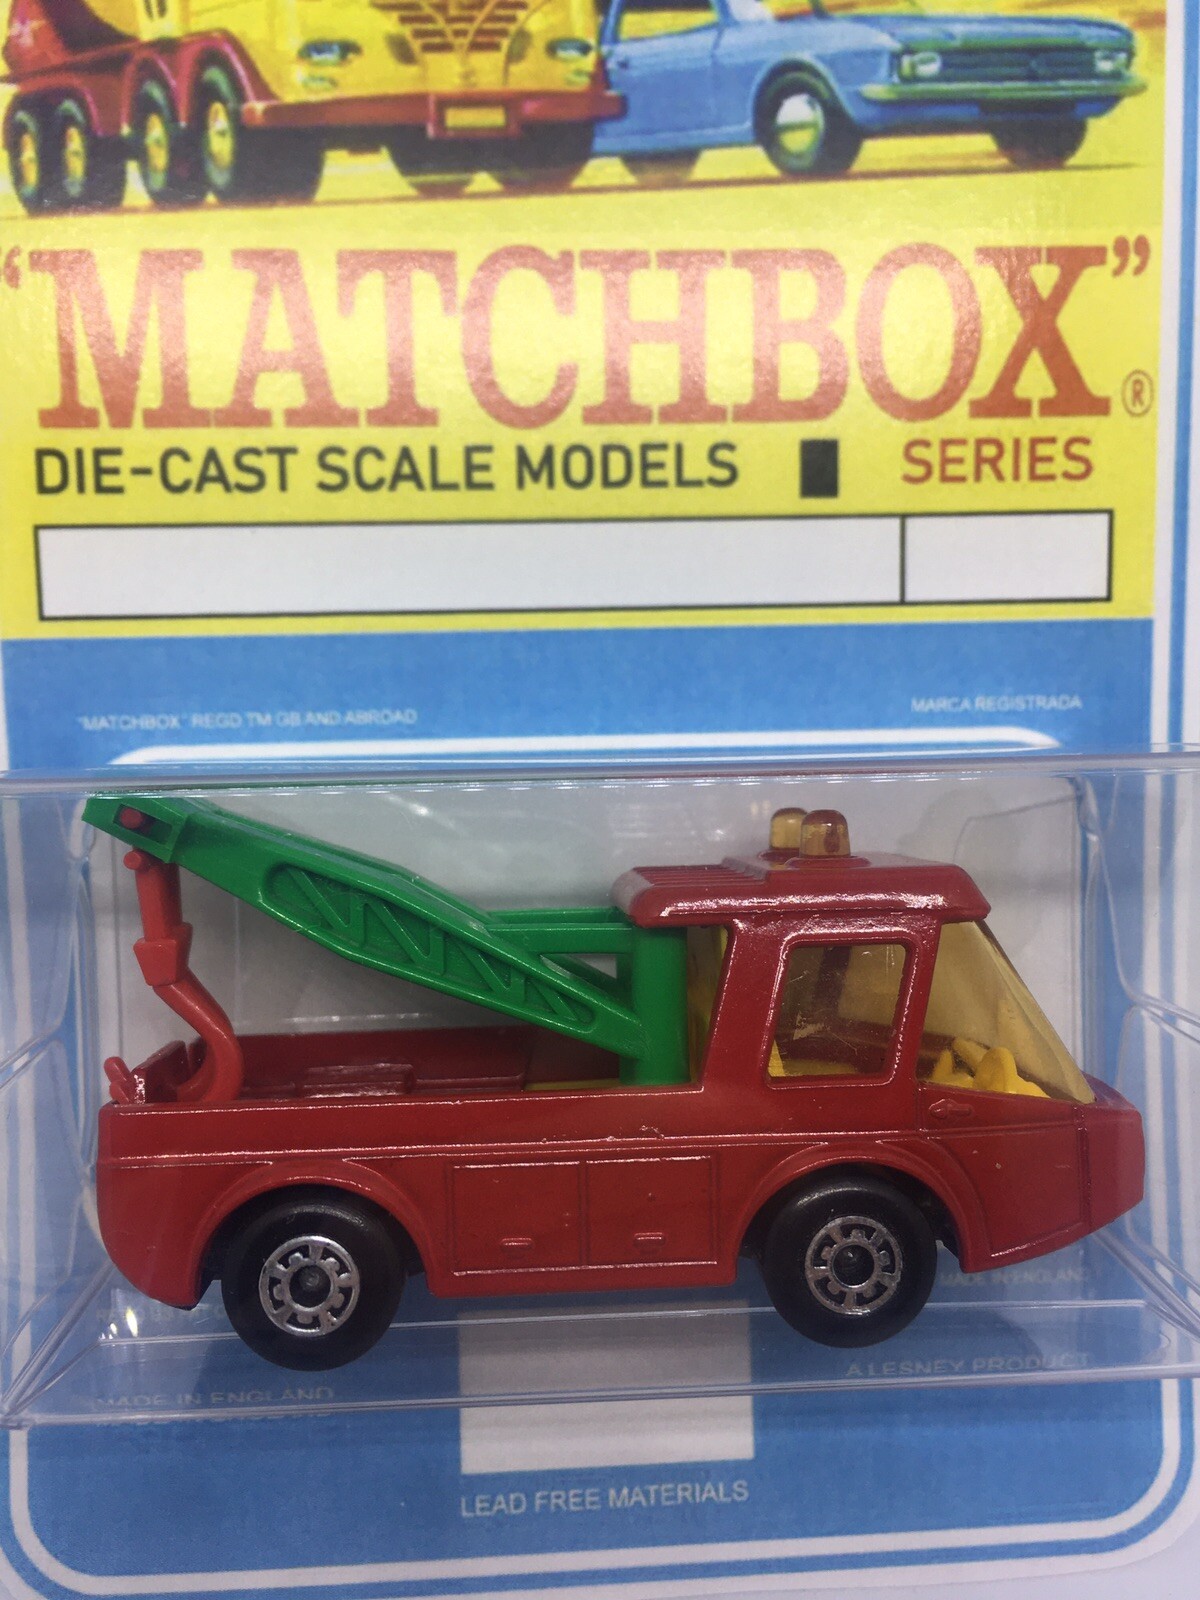 "MATCHBOX"®
DIE-CAST SCALE MODELS SERIES
"MATCHBOX" REGD TM GB AND ABROAD
MARCA REGISTRADA
MADE IN ENGLAND
MADE IN ENGLAND
A LESNEY PRODUCT
LEAD FREE MATERIALS